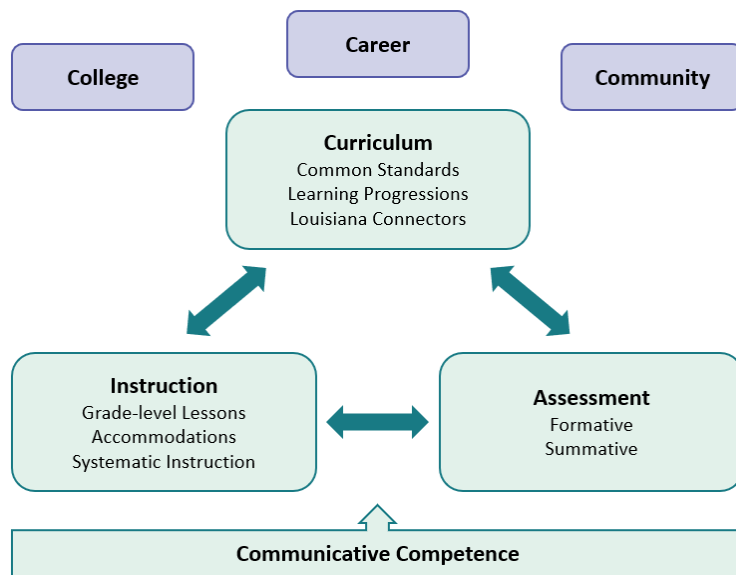 College
Career
Community
Curriculum
Common Standards
Learning Progressions
Louisiana Connectors
Instruction
Grade-level Lessons
Accommodations
Systematic Instruction
Assessment
Formative
Summative
Communicative Competence